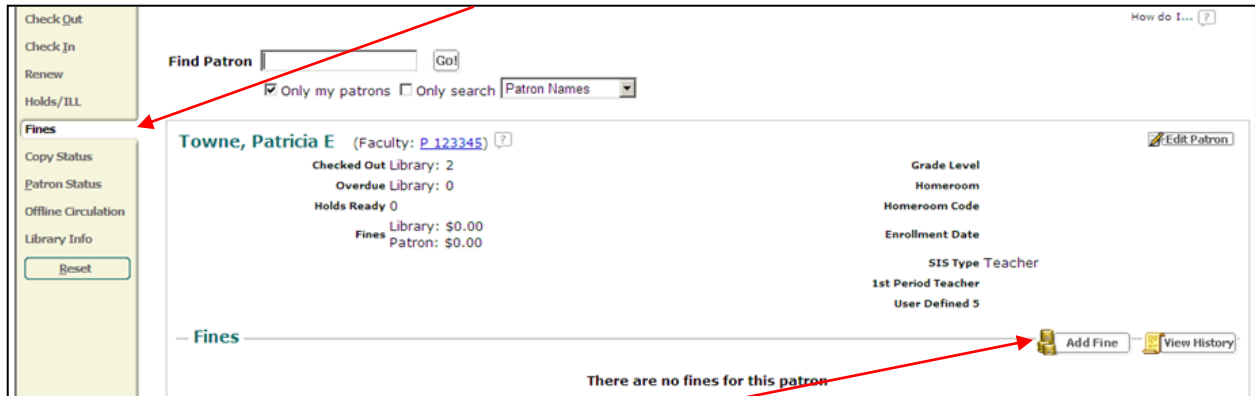 Check Out
Check In
Renew
Holds/ILL
Fines
Copy Status
Patron Status
Offline Circulation
Library Info
Reset
How do I... ?
Find Patron Go!
Only my patrons Only search Patron Names
Towne, Patricia E (Faculty: P 123345) ?
Edit Patron
Checked Out Library: 2
Overdue Library: 0
Holds Ready 0
Fines Library: $0.00
Patron: $0.00
Grade Level
Homeroom
Homeroom Code
Enrollment Date
SIS Type Teacher
1st Period Teacher
User Defined 5
Fines
Add Fine View History
There are no fines for this patron